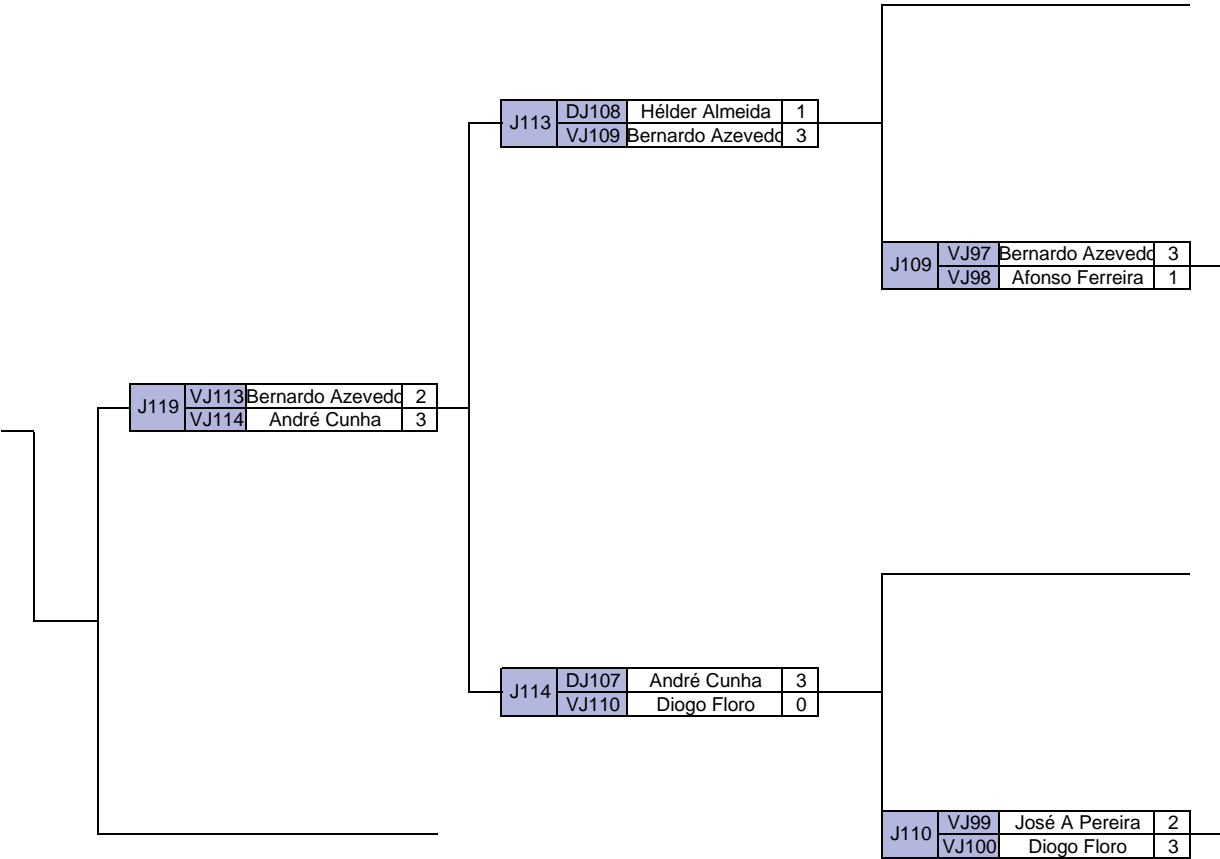 J113 DJ108 Hélder Almeida 1
VJ109 Bernardo Azevedo 3
J109 VJ97 Bernardo Azevedo 3
VJ98 Afonso Ferreira 1
J119 VJ113 Bernardo Azevedo 2
VJ114 André Cunha 3
J114 DJ107 André Cunha 3
VJ110 Diogo Floro 0
J110 VJ99 José A Pereira 2
VJ100 Diogo Floro 3